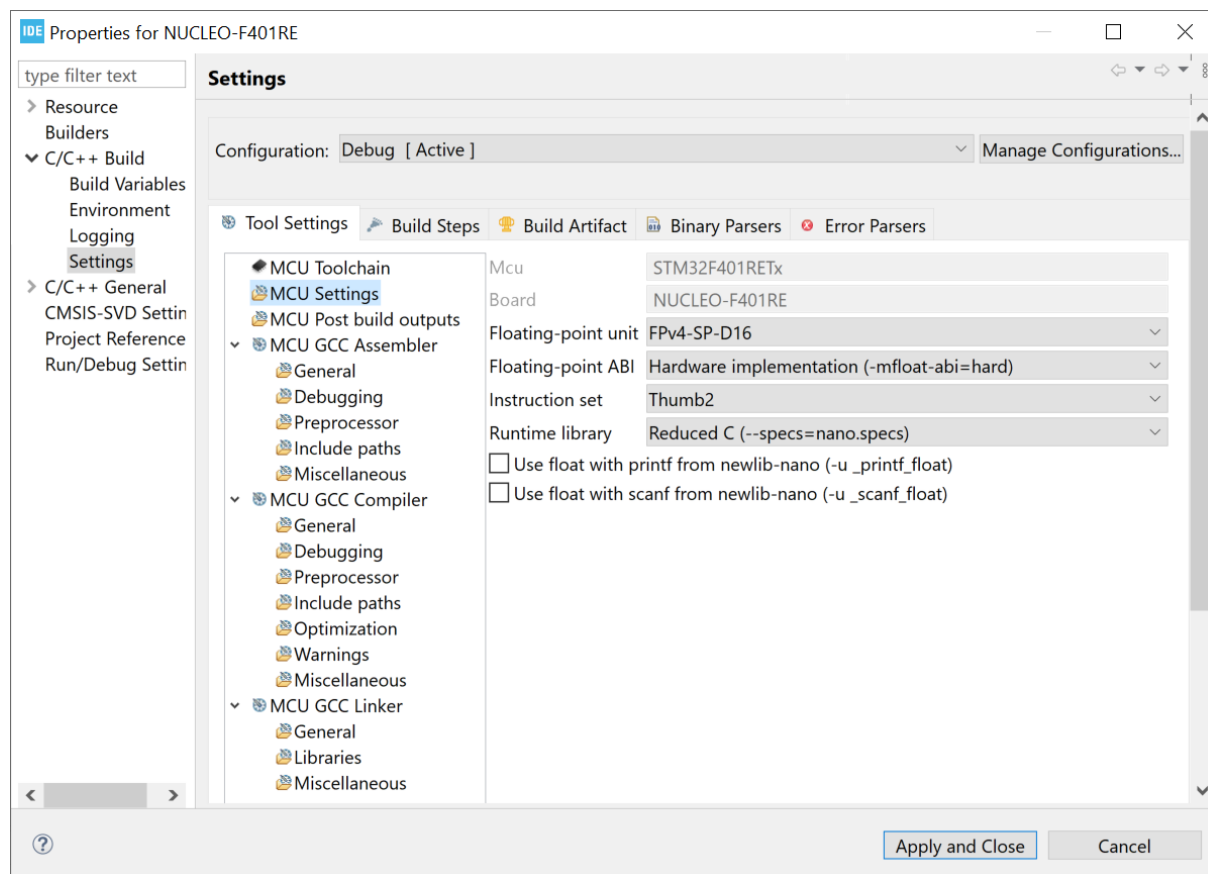 IDE Properties for NUCLEO-F401RE
type filter text
Resource
Builders
C/C++ Build
Build Variables
Environment
Logging
Settings
C/C++ General
CMSIS-SVD Settin
Project Reference
Run/Debug Settin
Settings
Configuration: Debug [ Active ] Manage Configurations...
Tool Settings Build Steps Build Artifact Binary Parsers Error Parsers
MCU Toolchain
MCU Settings
MCU Post build outputs
MCU GCC Assembler
General
Debugging
Preprocessor
Include paths
Miscellaneous
MCU GCC Compiler
General
Debugging
Preprocessor
Include paths
Optimization
Warnings
Miscellaneous
MCU GCC Linker
General
Libraries
Miscellaneous
Mcu STM32F401RETx
Board NUCLEO-F401RE
Floating-point unit FPv4-SP-D16
Floating-point ABI Hardware implementation (-mfloat-abi=hard)
Instruction set Thumb2
Runtime library Reduced C (--specs=nano.specs)
Use float with printf from newlib-nano (-u _printf_float)
Use float with scanf from newlib-nano (-u _scanf_float)
Apply and Close Cancel